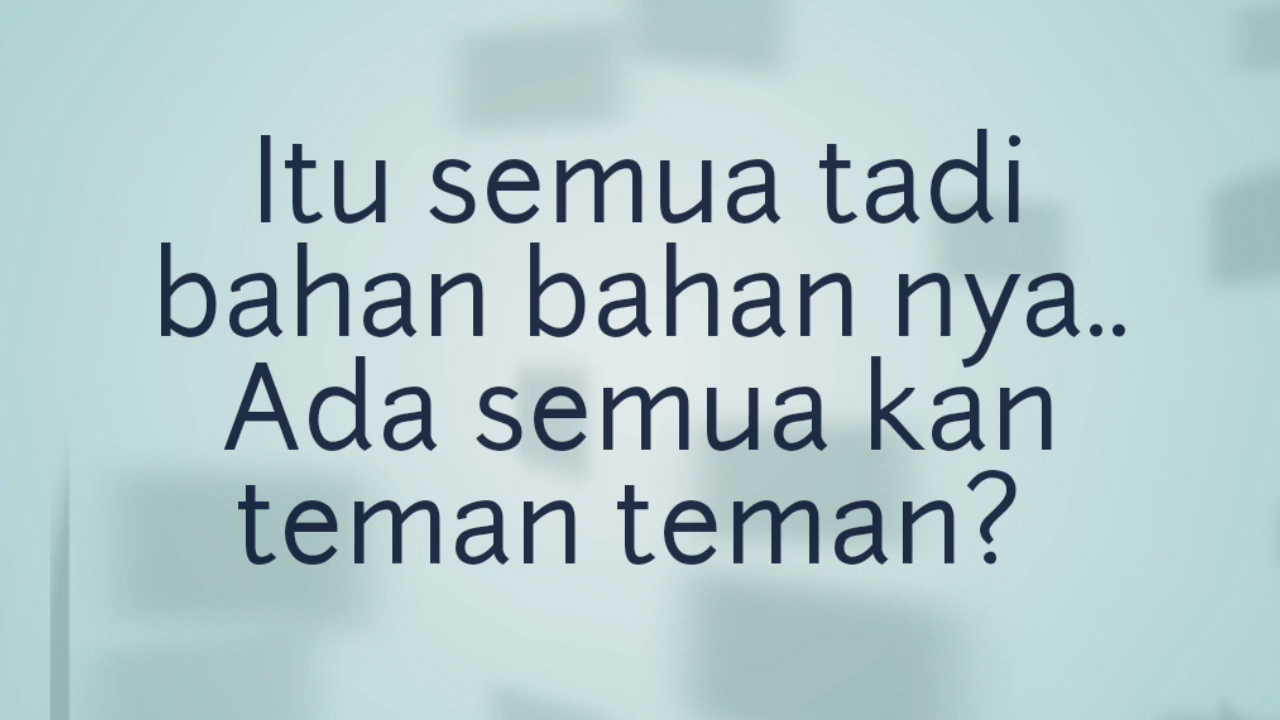 Itu semua tadi
bahan bahan nya..
Ada semua kan
teman teman?